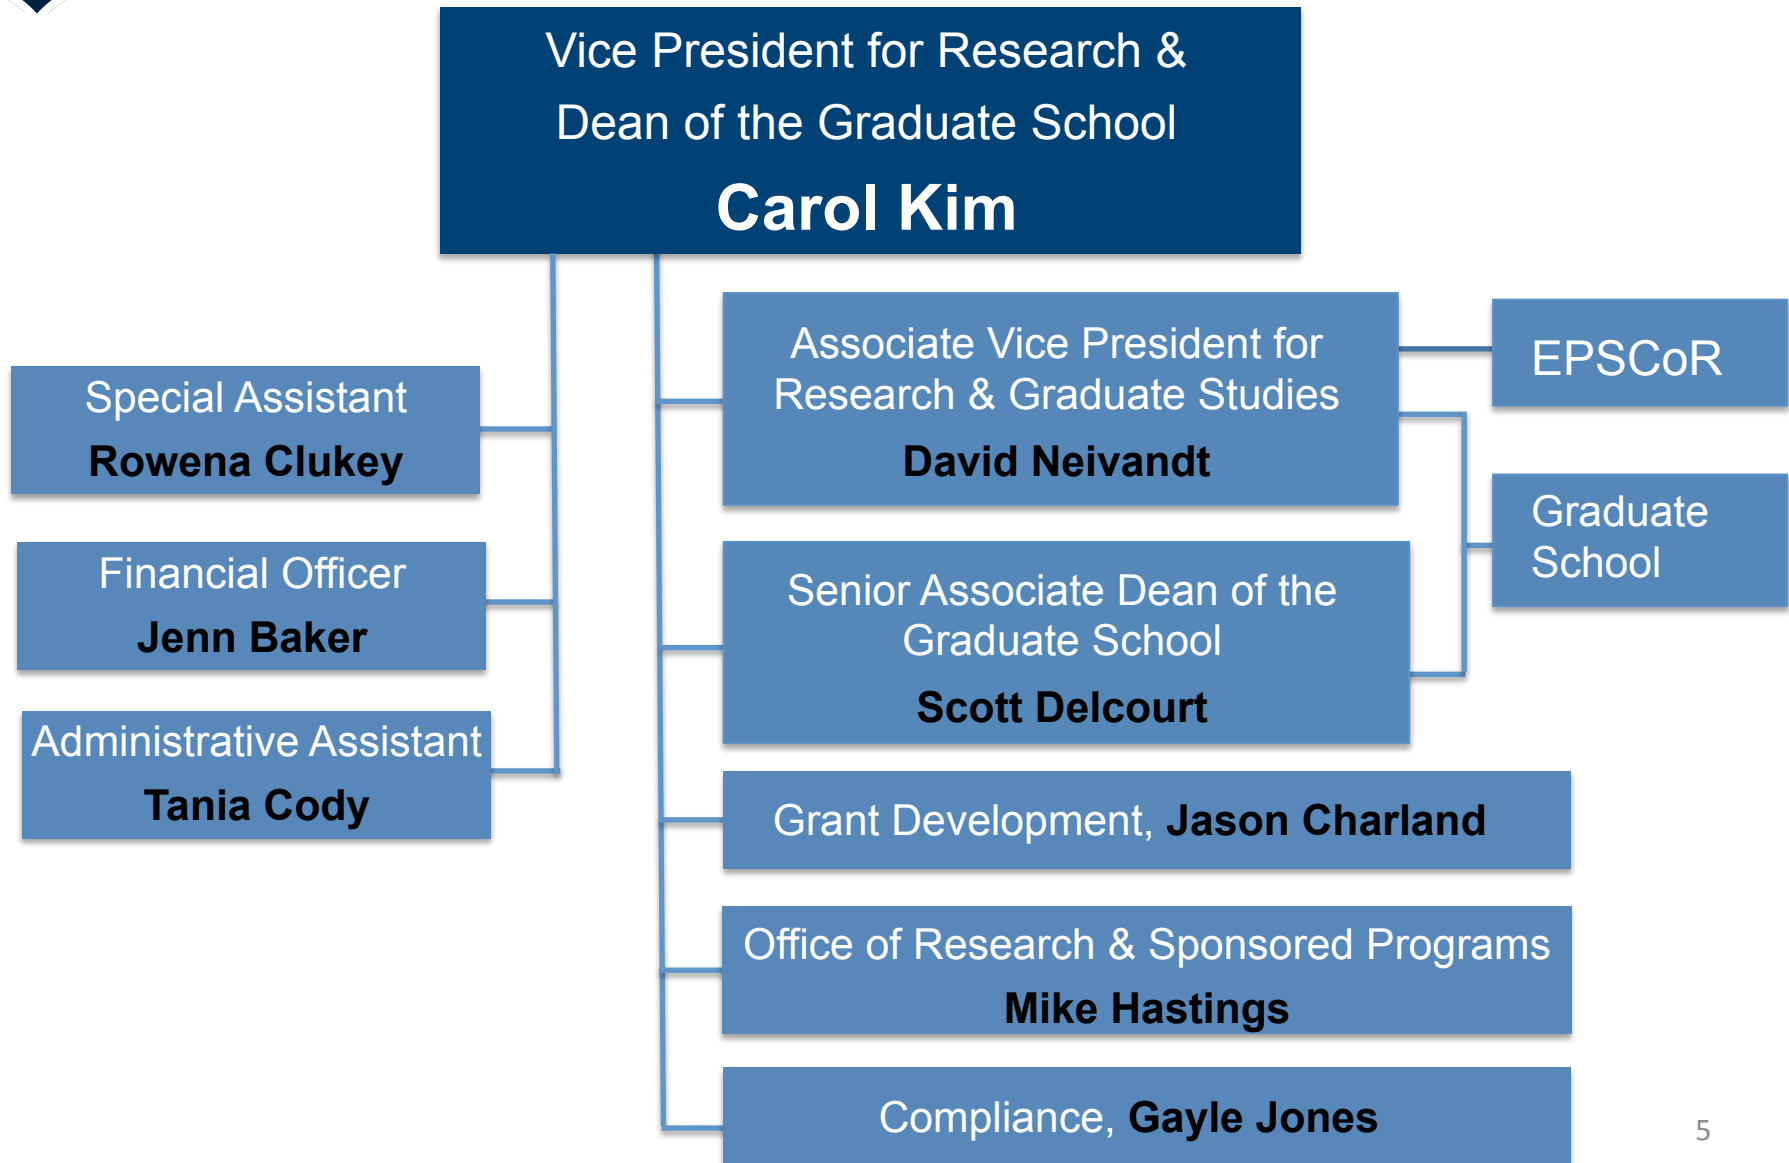 Vice President for Research &
Dean of the Graduate School
Carol Kim
Special Assistant
Rowena Clukey
Financial Officer
Jenn Baker
Administrative Assistant
Tania Cody
Associate Vice President for
Research & Graduate Studies
David Neivandt
Senior Associate Dean of the
Graduate School
Scott Delcourt
Grant Development, Jason Charland
Office of Research & Sponsored Programs
Mike Hastings
Compliance, Gayle Jones
EPSCoR
Graduate
School
5